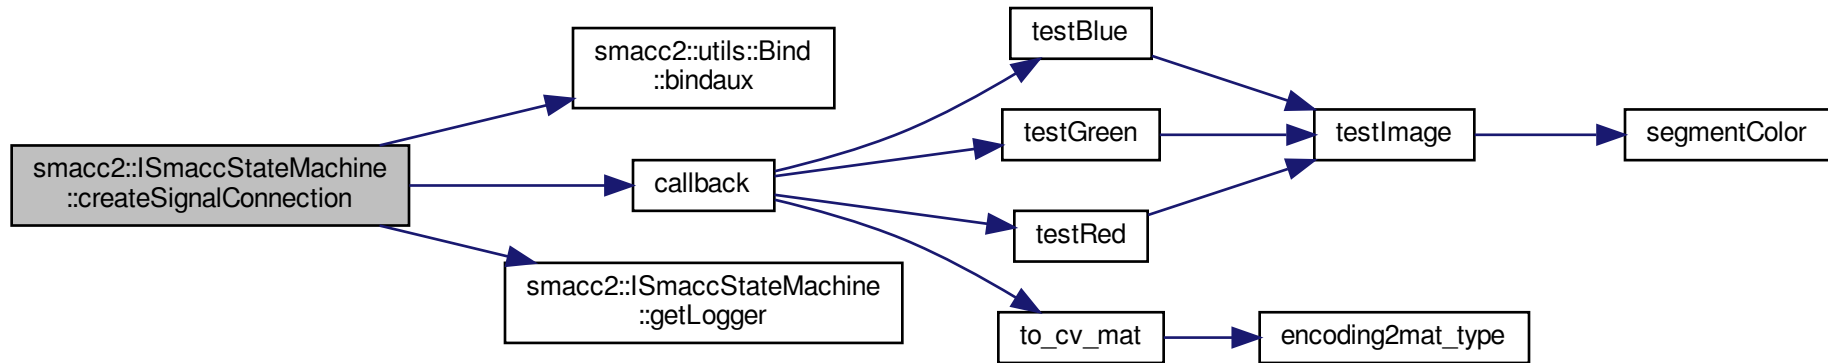 smacc2::ISmaccStateMachine
::createSignalConnection
smacc2::utils::Bind
::bindaux
callback
smacc2::ISmaccStateMachine
::getLogger
testBlue
testGreen
testRed
to_cv_mat
testImage
encoding2mat_type
segmentColor